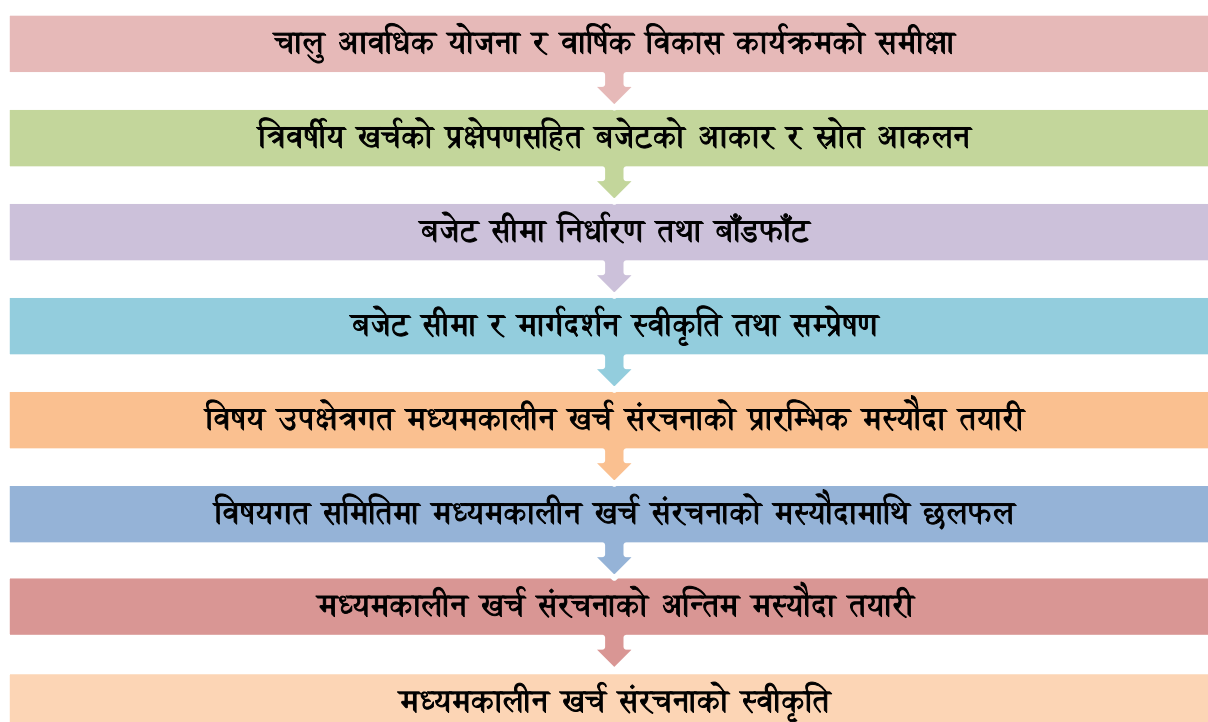 चालु आवधिक योजना र वार्षिक विकास कार्यक्रमको समीक्षा
त्रिवर्षीय खर्चको प्रक्षेपणसहित बजेटको आकार र स्रोत आकलन
बजेट सीमा निर्धारण तथा बाँडफाँट
बजेट सीमा र मार्गदर्शन स्वीकृति तथा सम्प्रेषण
विषय उपक्षेत्रगत मध्यमकालीन खर्च संरचनाको प्रारम्भिक मस्यौदा तयारी
विषयगत समितिमा मध्यमकालीन खर्च संरचनाको मस्यौदामाथि छलफल
मध्यमकालीन खर्च संरचनाको अन्तिम मस्यौदा तयारी
मध्यमकालीन खर्च संरचनाको स्वीकृति